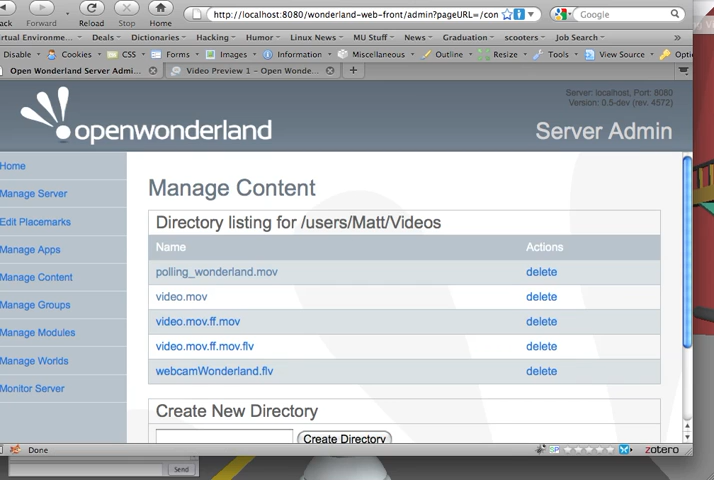 ack Forward Reload Stop Home http://localhost:8080/wonderland-web-front/admin?pageURL=/con Google
irtual Environme... Deals Dictionaries Hacking Humor Linux News MU Stuff News Graduation scooters Job Search »
Disable Cookies CSS Forms Images Information Miscellaneous Outline Resize Tools View Source Optio
Open Wonderland Server Admi... Video Preview 1 – Open Wonde... +
Server: localhost, Port: 8080
Version: 0.5-dev (rev. 4572)
openwonderland
Server Admin
Home
Manage Server
Edit Placemarks
Manage Apps
Manage Content
Manage Groups
Manage Modules
Manage Worlds
Monitor Server
Manage Content
Directory listing for /users/Matt/Videos
Name Actions
polling_wonderland.mov delete
video.mov delete
video.mov.ff.mov delete
video.mov.ff.mov.flv delete
webcamWonderland.flv delete
Create New Directory
Create Directory
Done SP zotero
Send